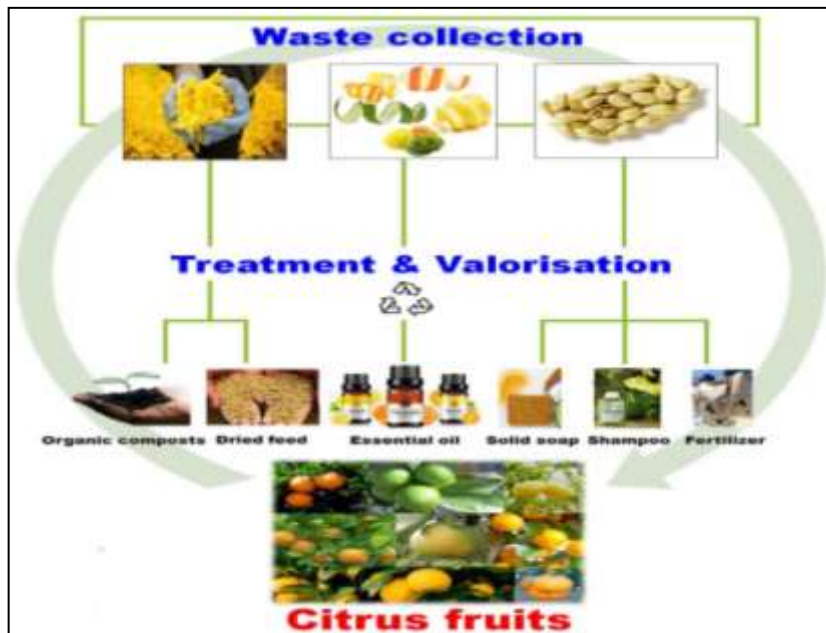 Waste collection
Treatment & Valorisation
Organic composts Dried feed Essential oil Solid soap Shampoo Fertilizer
Citrus fruits